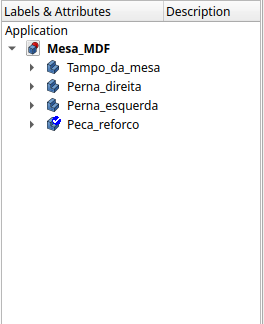 Labels & Attributes Description
Application
Mesa_MDF
Tampo_da_mesa
Perna_direita
Perna_esquerda
Peca_reforco